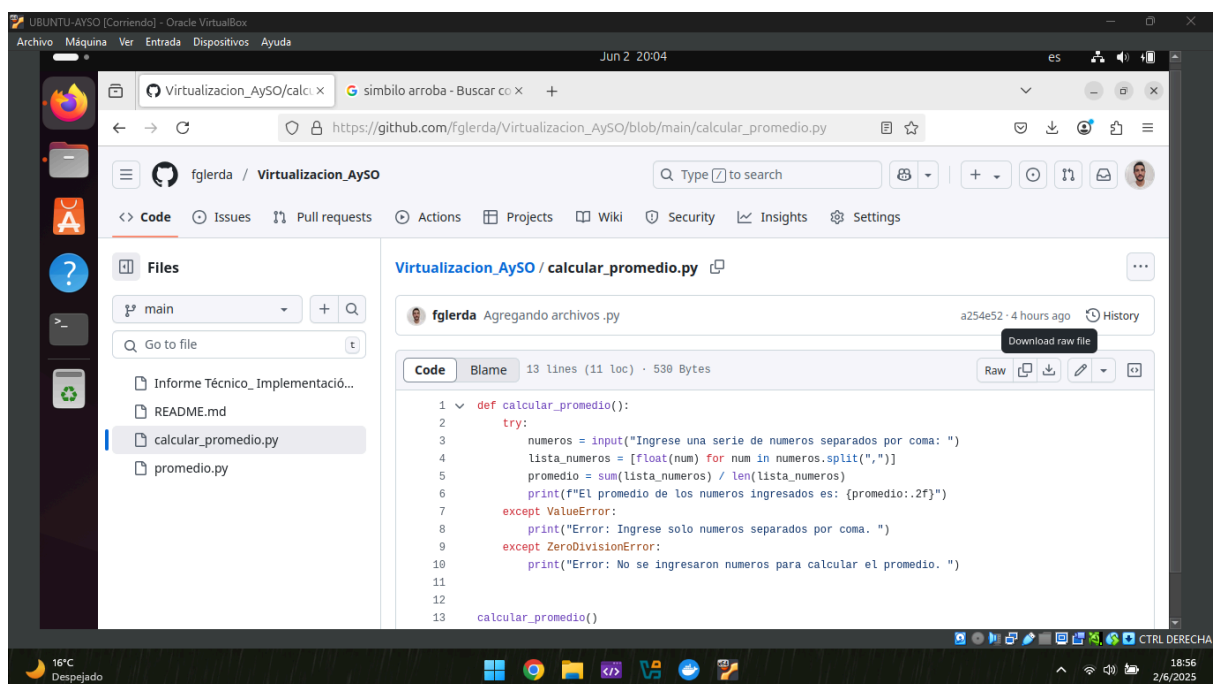 UBUNTU-AYSO [Corriendo] - Oracle VirtualBox
Archivo Máquina Ver Entrada Dispositivos Ayuda
Jun 2 20:04
es
Virtualizacion_AySO/calcu
simbilo arroba - Buscar co
https://github.com/fglerda/Virtualizacion_AySO/blob/main/calcular_promedio.py
fglerda / Virtualizacion_AySO
Type / to search
Code Issues Pull requests Actions Projects Wiki Security Insights Settings
Files
main
Go to file
t
Informe Técnico_ Implementació...
README.md
calcular_promedio.py
promedio.py
Virtualizacion_AySO / calcular_promedio.py
fglerda Agregando archivos .py
a254e52 · 4 hours ago History
Download raw file
Code Blame 13 lines (11 loc) · 530 Bytes
Raw
1 def calcular_promedio():
2 try:
3 numeros = input("Ingrese una serie de numeros separados por coma: ")
4 lista_numeros = [float(num) for num in numeros.split(",")]
5 promedio = sum(lista_numeros) / len(lista_numeros)
6 print(f"El promedio de los numeros ingresados es: {promedio:.2f}")
7 except ValueError:
8 print("Error: Ingrese solo numeros separados por coma. ")
9 except ZeroDivisionError:
10 print("Error: No se ingresaron numeros para calcular el promedio. ")
11
12
13 calcular_promedio()
CTRL DERECHA
16°C
Despejado
18:56
2/6/2025